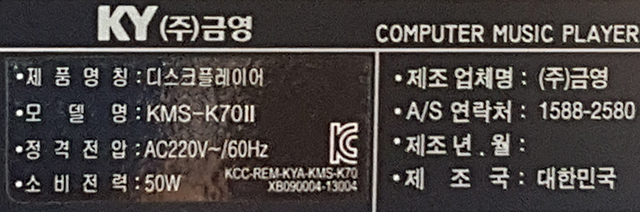 KY (주)금영
COMPUTER MUSIC PLAYER
•제 품 명 칭 : 디스크플레이어
•모 델 명 : KMS-K70II
•정 격 전 압 : AC220V~/60Hz
•소 비 전 력 : 50W
KCC-REM-KYA-KMS-K70
XB090004-13004
•제조 업체명 : (주)금영
•A/S 연락처 : 1588-2580
•제조 년 . 월 :
•제 조 국 : 대한민국